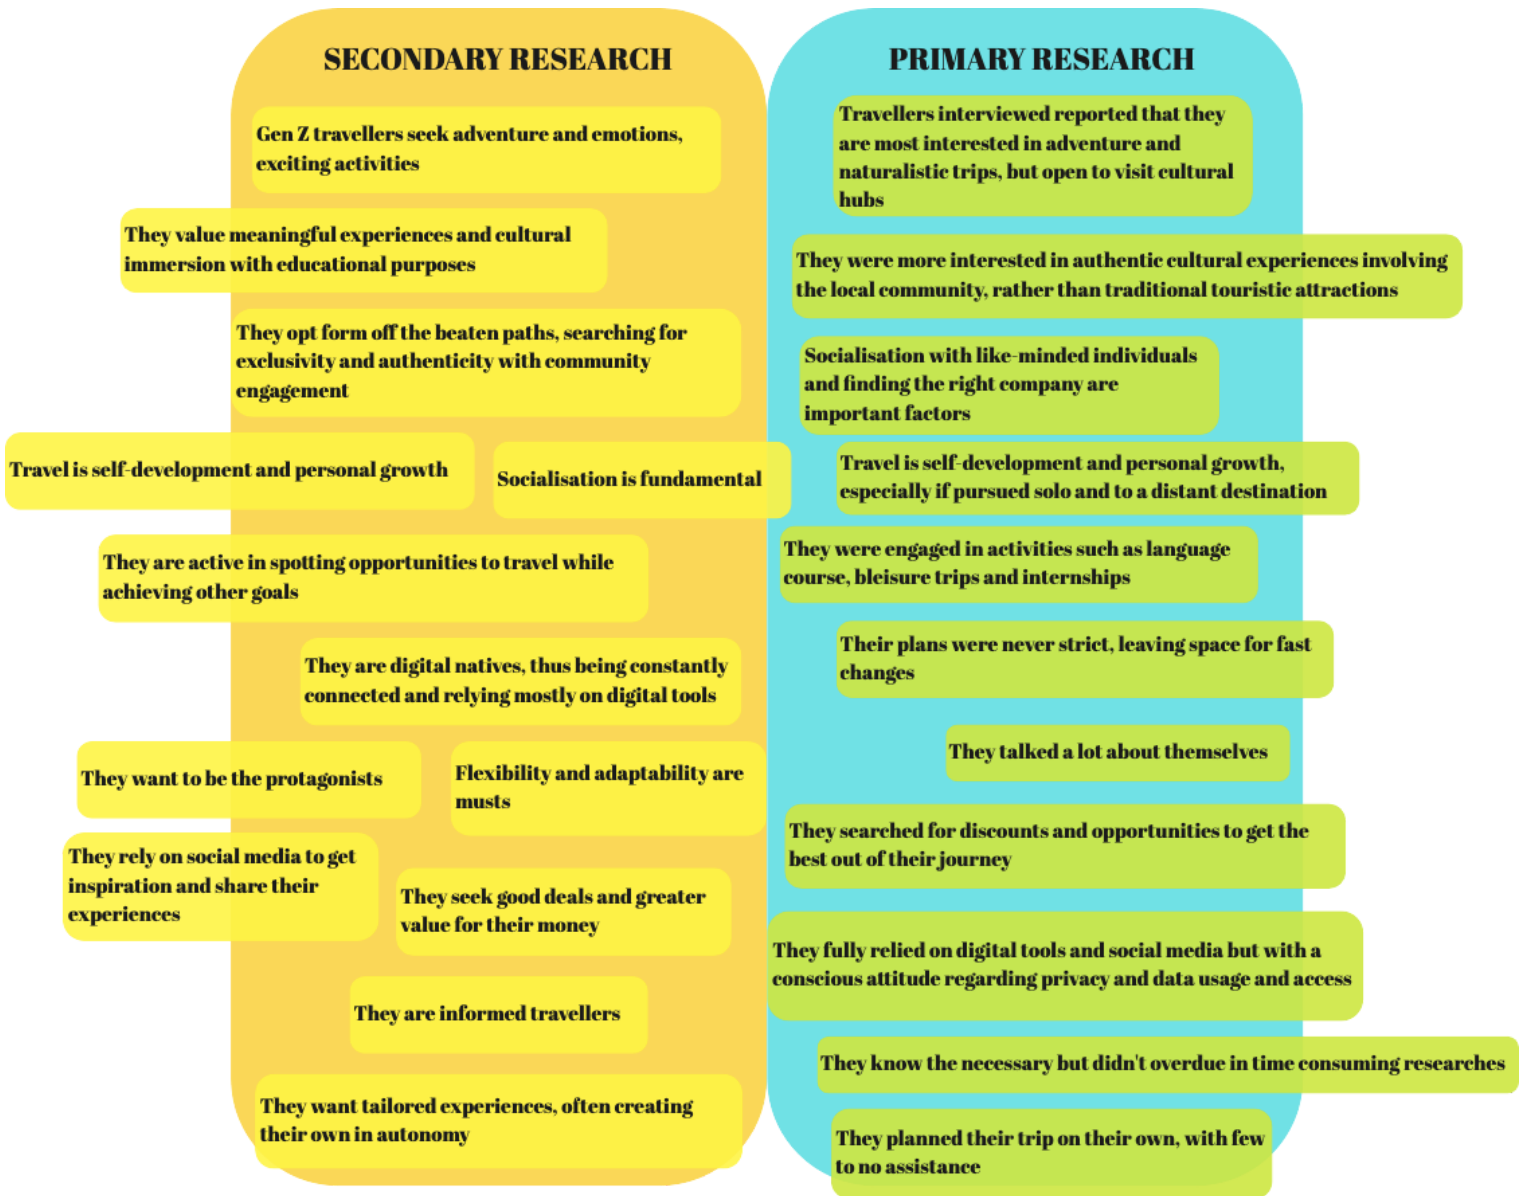 SECONDARY RESEARCH
Gen Z travellers seek adventure and emotions,
exciting activities
They value meaningful experiences and cultural
immersion with educational purposes
They opt form off the beaten paths, searching for
exclusivity and authenticity with community
engagement
Travel is self-development and personal growth
Socialisation is fundamental
They are active in spotting opportunities to travel while
achieving other goals
They are digital natives, thus being constantly
connected and relying mostly on digital tools
They want to be the protagonists
Flexibility and adaptability are
musts
They rely on social media to get
inspiration and share their
experiences
They seek good deals and greater
value for their money
They are informed travellers
They want tailored experiences, often creating
their own in autonomy
PRIMARY RESEARCH
Travellers interviewed reported that they
are most interested in adventure and
naturalistic trips, but open to visit cultural
hubs
They were more interested in authentic cultural experiences involving
the local community, rather than traditional touristic attractions
Socialisation with like-minded individuals
and finding the right company are
important factors
Travel is self-development and personal growth,
especially if pursued solo and to a distant destination
They were engaged in activities such as language
course, bleisure trips and internships
Their plans were never strict, leaving space for fast
changes
They talked a lot about themselves
They searched for discounts and opportunities to get the
best out of their journey
They fully relied on digital tools and social media but with a
conscious attitude regarding privacy and data usage and access
They know the necessary but didn't overdue in time consuming researches
They planned their trip on their own, with few
to no assistance